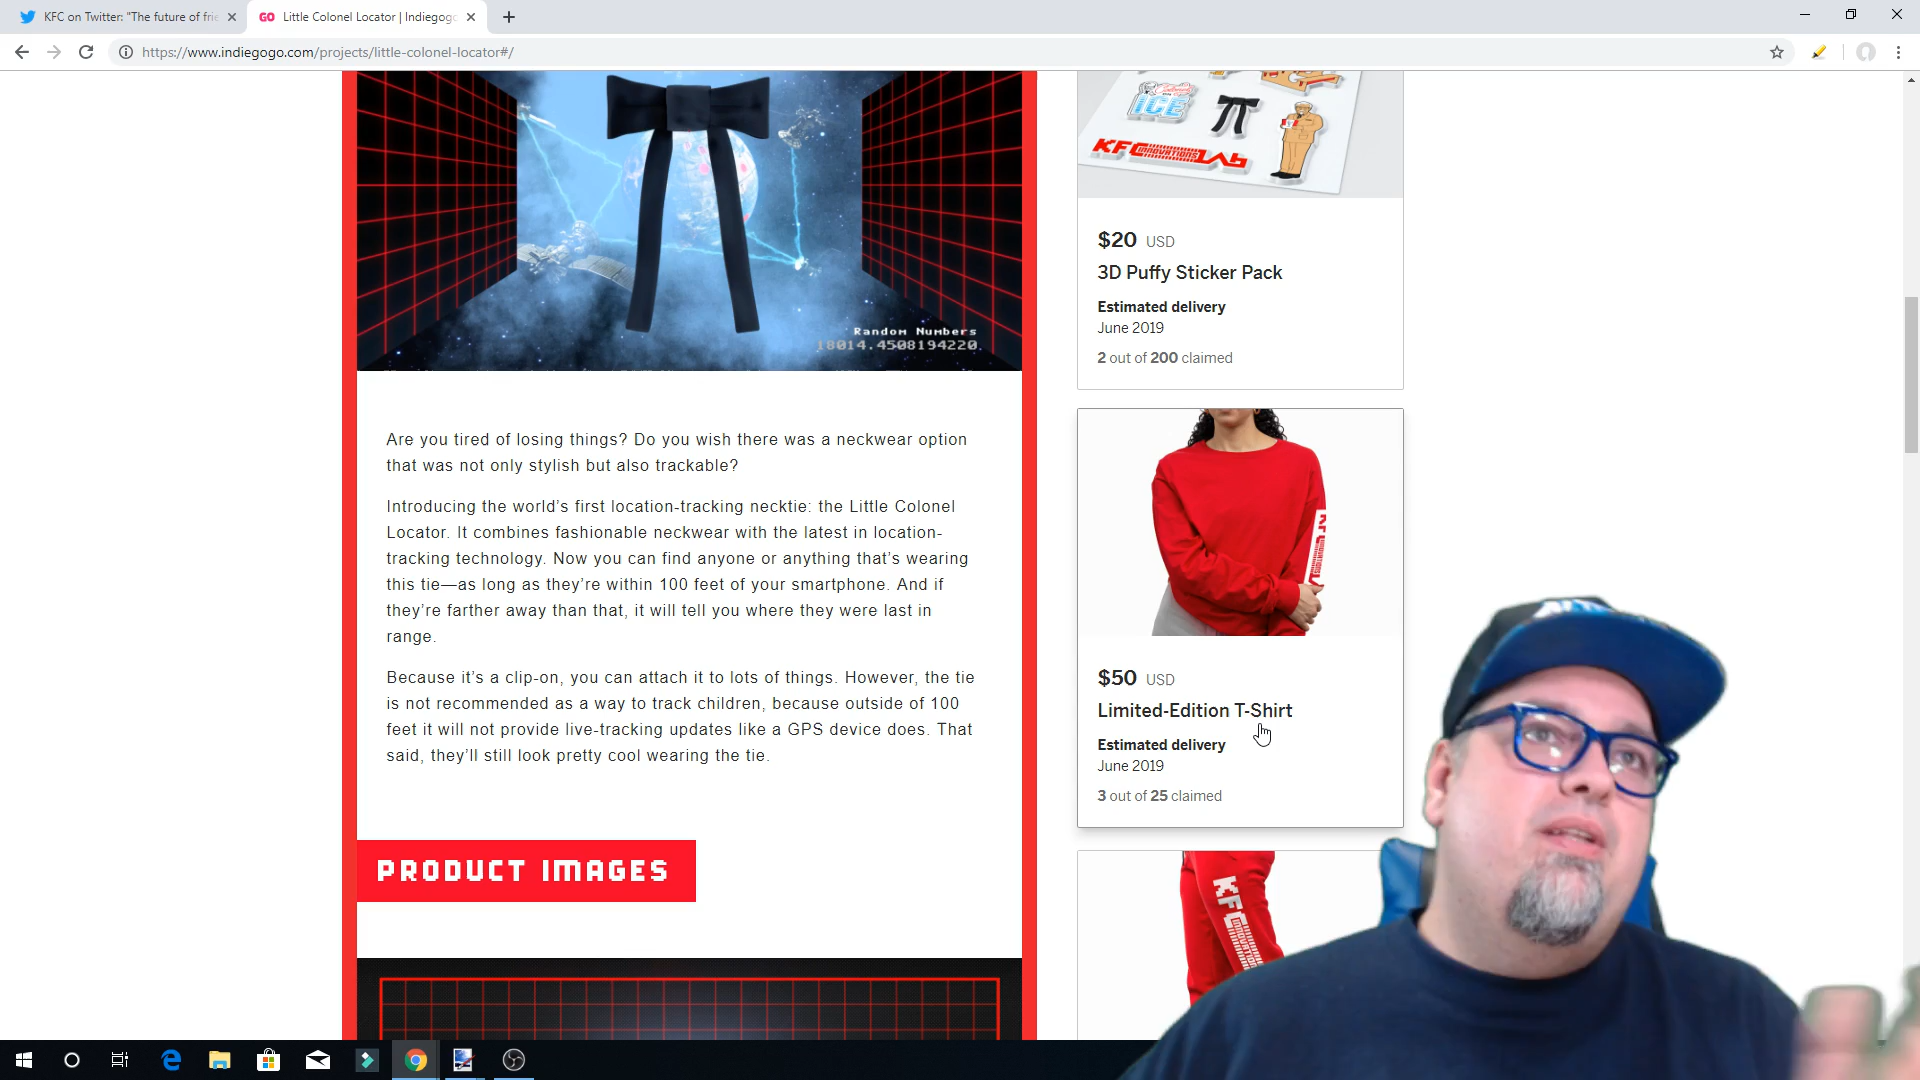 KFC on Twitter: "The future of frie
GO Little Colonel Locator | Indiegogo
https://www.indiegogo.com/projects/little-colonel-locator#/
Random Numbers
18014.4508194220
Are you tired of losing things? Do you wish there was a neckwear option
that was not only stylish but also trackable?
Introducing the world's first location-tracking necktie: the Little Colonel
Locator. It combines fashionable neckwear with the latest in location-
tracking technology. Now you can find anyone or anything that's wearing
this tie—as long as they're within 100 feet of your smartphone. And if
they're farther away than that, it will tell you where they were last in
range.
Because it's a clip-on, you can attach it to lots of things. However, the tie
is not recommended as a way to track children, because outside of 100
feet it will not provide live-tracking updates like a GPS device does. That
said, they'll still look pretty cool wearing the tie.
PRODUCT IMAGES
ICE
KFC INNOVATIONS LAB
$20 USD
3D Puffy Sticker Pack
Estimated delivery
June 2019
2 out of 200 claimed
$50 USD
Limited-Edition T-Shirt
Estimated delivery
June 2019
3 out of 25 claimed
KFC
INNOVATIONS